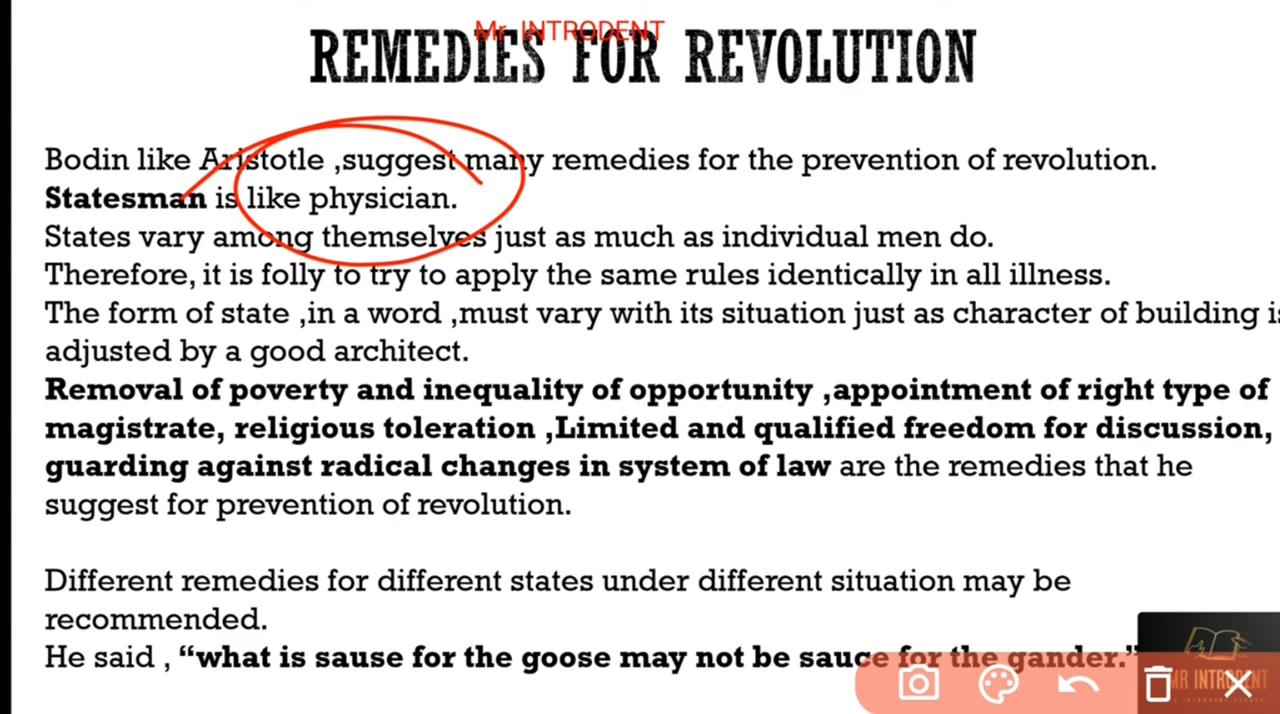 Mr. INTRODENT
REMEDIES FOR REVOLUTION
Bodin like Aristotle ,suggest many remedies for the prevention of revolution.
Statesman is like physician.
States vary among themselves just as much as individual men do.
Therefore, it is folly to try to apply the same rules identically in all illness.
The form of state ,in a word ,must vary with its situation just as character of building is
adjusted by a good architect.
Removal of poverty and inequality of opportunity ,appointment of right type of
magistrate, religious toleration ,Limited and qualified freedom for discussion,
guarding against radical changes in system of law are the remedies that he
suggest for prevention of revolution.
Different remedies for different states under different situation may be
recommended.
He said , “what is sause for the goose may not be sauce for the gander.”
MR INTRODENT